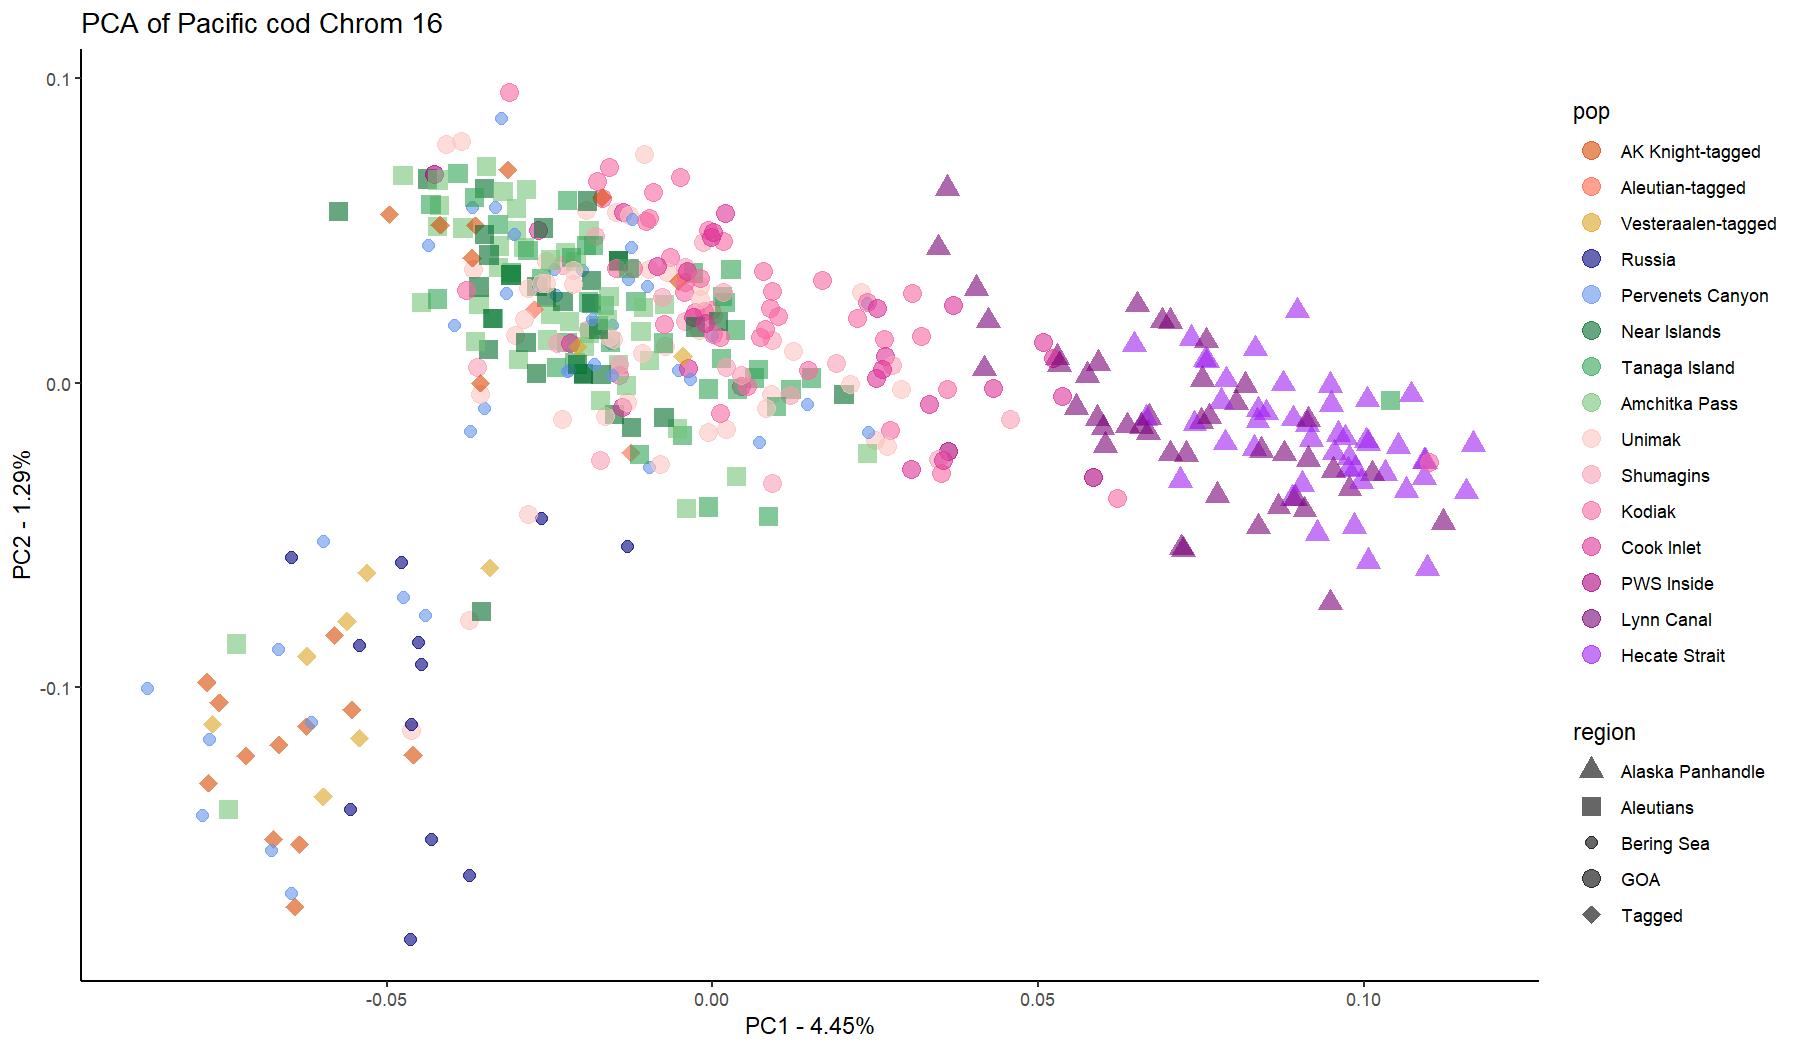 PCA of Pacific cod Chrom 16
0.1
0.0
-0.1
PC2 - 1.29%
-0.05
0.00
0.05
0.10
PC1 - 4.45%
pop
AK Knight-tagged
Aleutian-tagged
Vesteraalen-tagged
Russia
Pervenets Canyon
Near Islands
Tanaga Island
Amchitka Pass
Unimak
Shumagins
Kodiak
Cook Inlet
PWS Inside
Lynn Canal
Hecate Strait
region
Alaska Panhandle
Aleutians
Bering Sea
GOA
Tagged